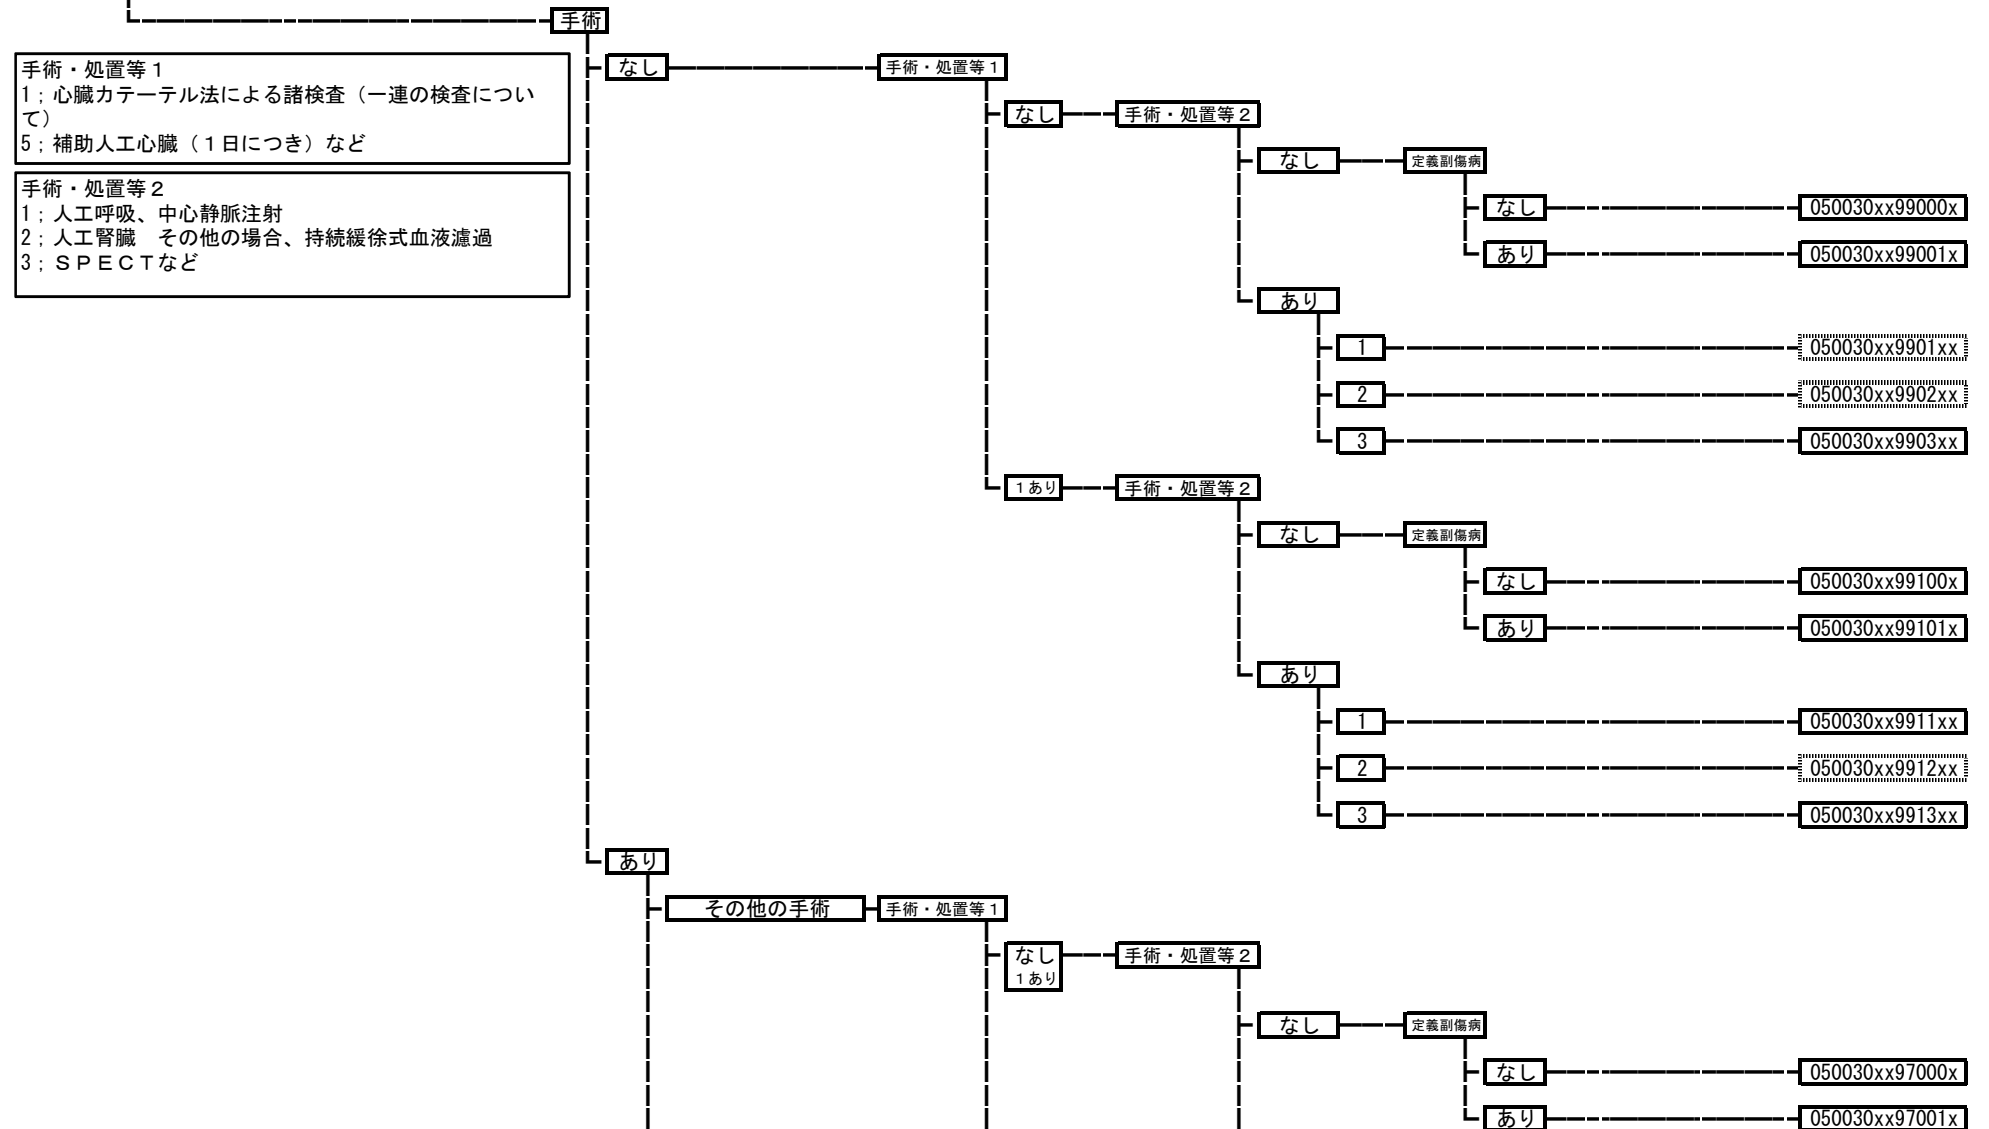 手術
なし
手術・処置等1
手術・処置等1
1;心臓カテーテル法による諸検査（一連の検査につい
て）
5;補助人工心臓（１日につき）など
なし
手術・処置等2
なし
定義副傷病
手術・処置等2
1;人工呼吸、中心静脈注射
2;人工腎臓　その他の場合、持続緩徐式血液濾過
3;ＳＰＥＣＴなど
なし
050030xx99000x
あり
050030xx99001x
あり
1
050030xx9901xx
2
050030xx9902xx
3
050030xx9903xx
1あり
手術・処置等2
なし
定義副傷病
なし
050030xx99100x
あり
050030xx99101x
あり
1
050030xx9911xx
2
050030xx9912xx
3
050030xx9913xx
あり
その他の手術
手術・処置等1
なし
1あり
手術・処置等2
なし
定義副傷病
なし
050030xx97000x
あり
050030xx97001x